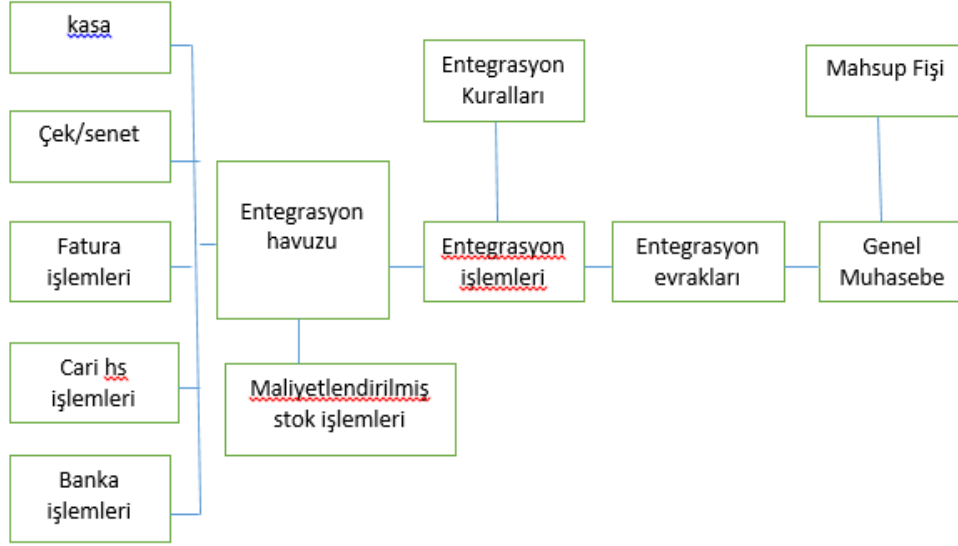 kasa
Çek/senet
Fatura
işlemleri
Cari hs
işlemleri
Banka
işlemleri
Entegrasyon
havuzu
Maliyetlendirilmiş
stok işlemleri
Entegrasyon
Kuralları
Entegrasyon
işlemleri
Entegrasyon
evrakları
Mahsup Fişi
Genel
Muhasebe